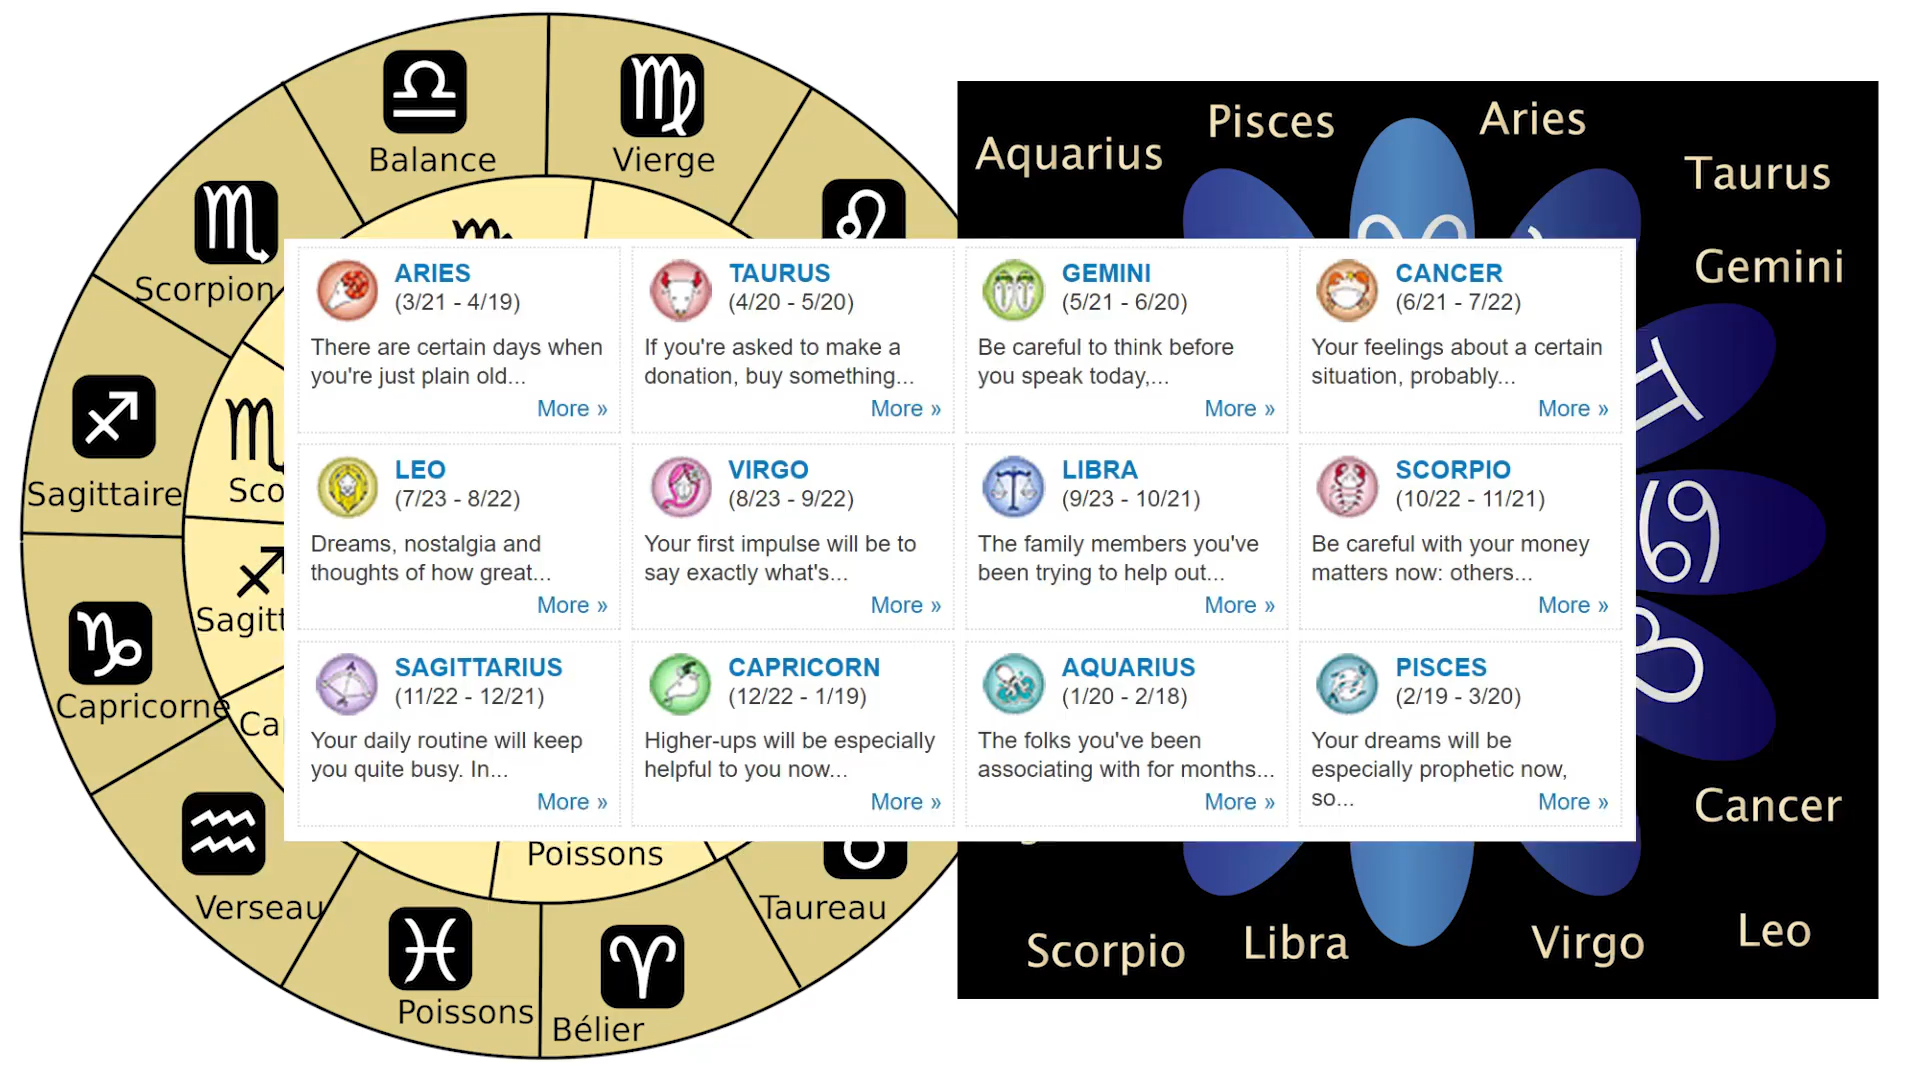 Balance
Vierge
Scorpion
Sagittaire
Sco
Sagitt
Capricorne
Ca
Verseau
Poissons
Poissons
Bélier
Taureau
Aquarius
Pisces
Aries
Taurus
Gemini
Cancer
Leo
Virgo
Libra
Scorpio
ARIES
(3/21 - 4/19)
There are certain days when
you're just plain old...
More »
TAURUS
(4/20 - 5/20)
If you're asked to make a
donation, buy something...
More »
GEMINI
(5/21 - 6/20)
Be careful to think before
you speak today,...
More »
CANCER
(6/21 - 7/22)
Your feelings about a certain
situation, probably...
More »
LEO
(7/23 - 8/22)
Dreams, nostalgia and
thoughts of how great...
More »
VIRGO
(8/23 - 9/22)
Your first impulse will be to
say exactly what's...
More »
LIBRA
(9/23 - 10/21)
The family members you've
been trying to help out...
More »
SCORPIO
(10/22 - 11/21)
Be careful with your money
matters now: others...
More »
SAGITTARIUS
(11/22 - 12/21)
Your daily routine will keep
you quite busy. In...
More »
CAPRICORN
(12/22 - 1/19)
Higher-ups will be especially
helpful to you now...
More »
AQUARIUS
(1/20 - 2/18)
The folks you've been
associating with for months...
More »
PISCES
(2/19 - 3/20)
Your dreams will be
especially prophetic now,
so...
More »